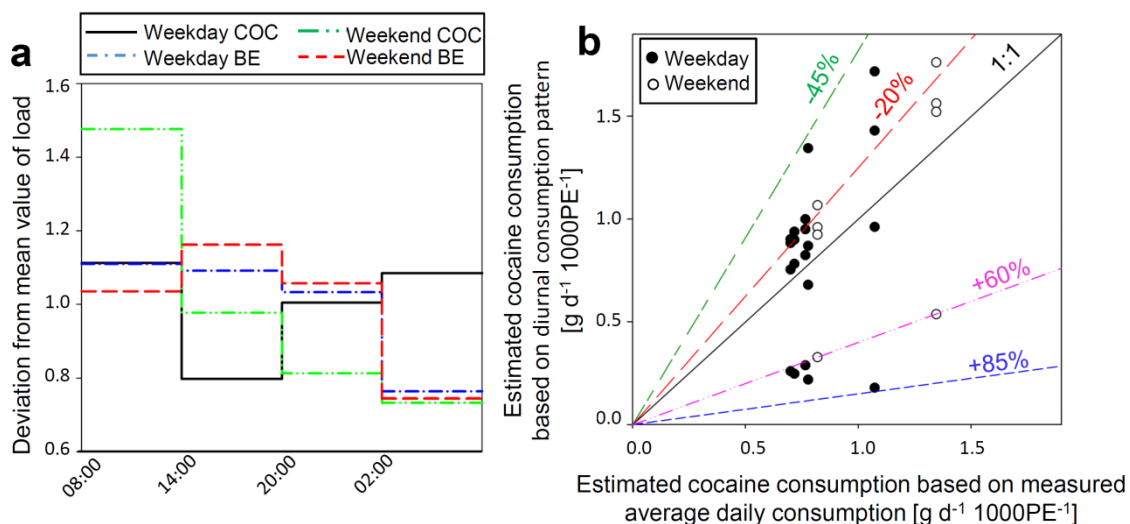 Weekday COC
Weekend COC
Weekday BE
Weekend BE
a
Deviation from mean value of load
1.6
1.4
1.2
1.0
0.8
0.6
08:00
14:00
20:00
02:00
b
Weekday
Weekend
-45%
-20%
1:1
+60%
+85%
Estimated cocaine consumption
based on diurnal consumption pattern
[g d⁻¹ 1000PE⁻¹]
1.5
1.0
0.5
0.0
0.0
0.5
1.0
1.5
Estimated cocaine consumption based on measured
average daily consumption [g d⁻¹ 1000PE⁻¹]